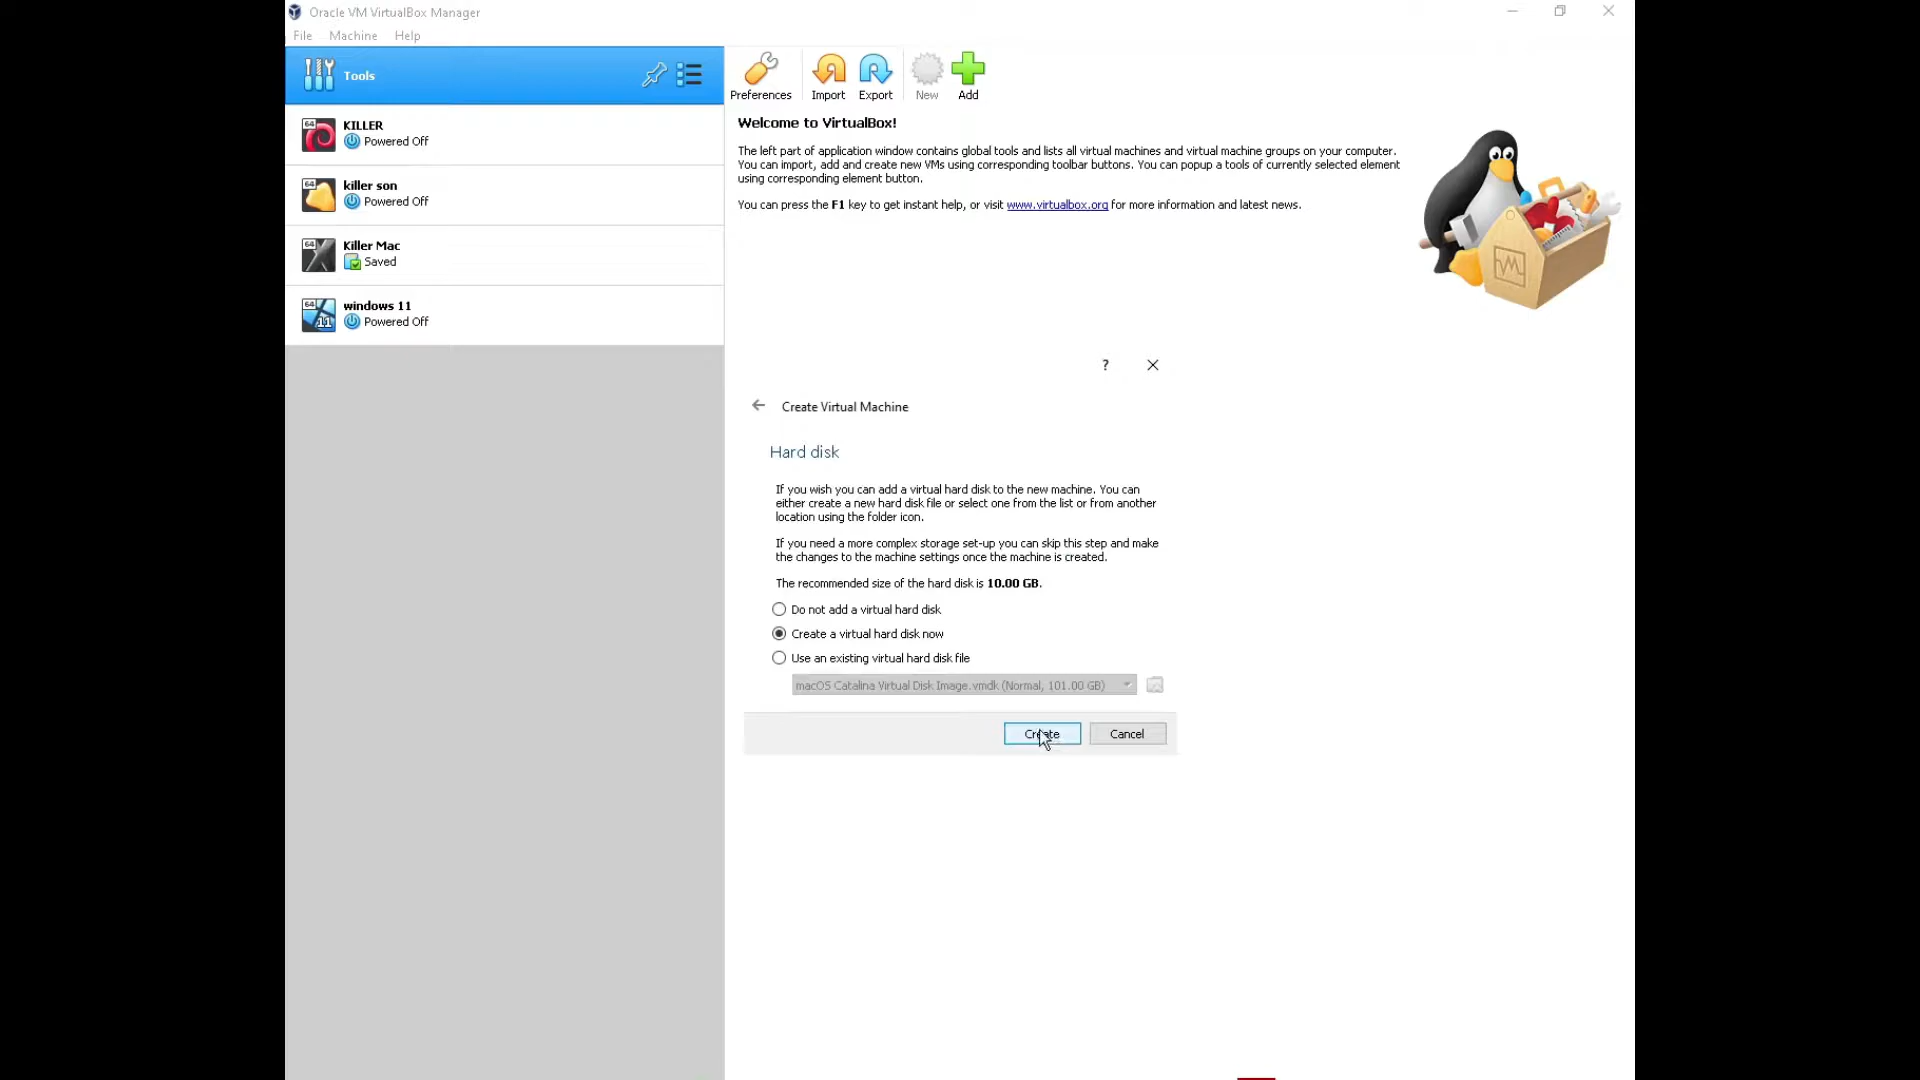 Oracle VM VirtualBox Manager
File Machine Help
Tools
Preferences Import Export New Add
64
KILLER
Powered Off
64
killer son
Powered Off
64
Killer Mac
Saved
64
11
windows 11
Powered Off
Welcome to VirtualBox!
The left part of application window contains global tools and lists all virtual machines and virtual machine groups on your computer.
You can import, add and create new VMs using corresponding toolbar buttons. You can popup a tools of currently selected element
using corresponding element button.
You can press the F1 key to get instant help, or visit www.virtualbox.org for more information and latest news.
?
Create Virtual Machine
Hard disk
If you wish you can add a virtual hard disk to the new machine. You can
either create a new hard disk file or select one from the list or from another
location using the folder icon.
If you need a more complex storage set-up you can skip this step and make
the changes to the machine settings once the machine is created.
The recommended size of the hard disk is 10.00 GB.
Do not add a virtual hard disk
Create a virtual hard disk now
Use an existing virtual hard disk file
macOS Catalina Virtual Disk Image.vmdk (Normal, 101.00 GB)
Create Cancel